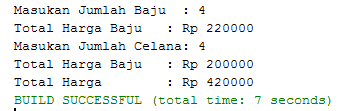 Masukan Jumlah Baju  : 4
Total Harga Baju   : Rp 220000
Masukan Jumlah Celana: 4
Total Harga Baju   : Rp 200000
Total Harga        : Rp 420000
BUILD SUCCESSFUL (total time: 7 seconds)